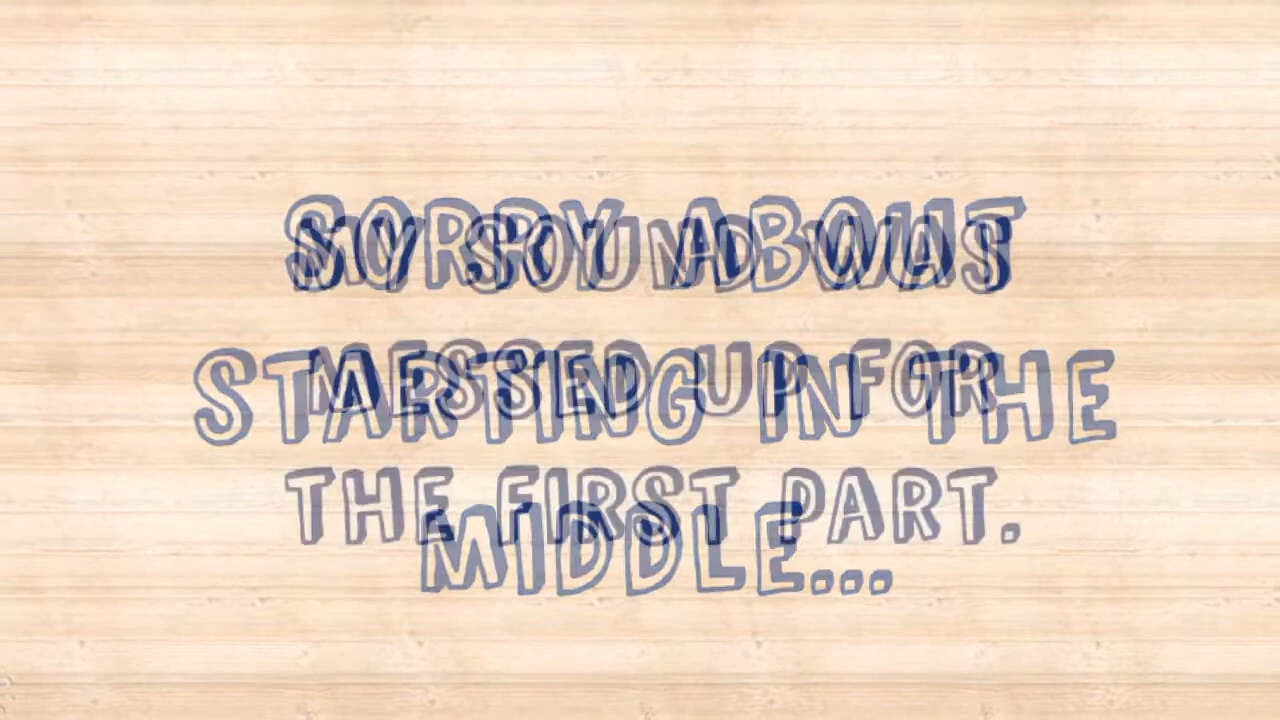 SORRY ABOUT
STARTING IN THE
MIDDLE...
MY SOUND WAS
MESSED UP FOR
THE FIRST PART.